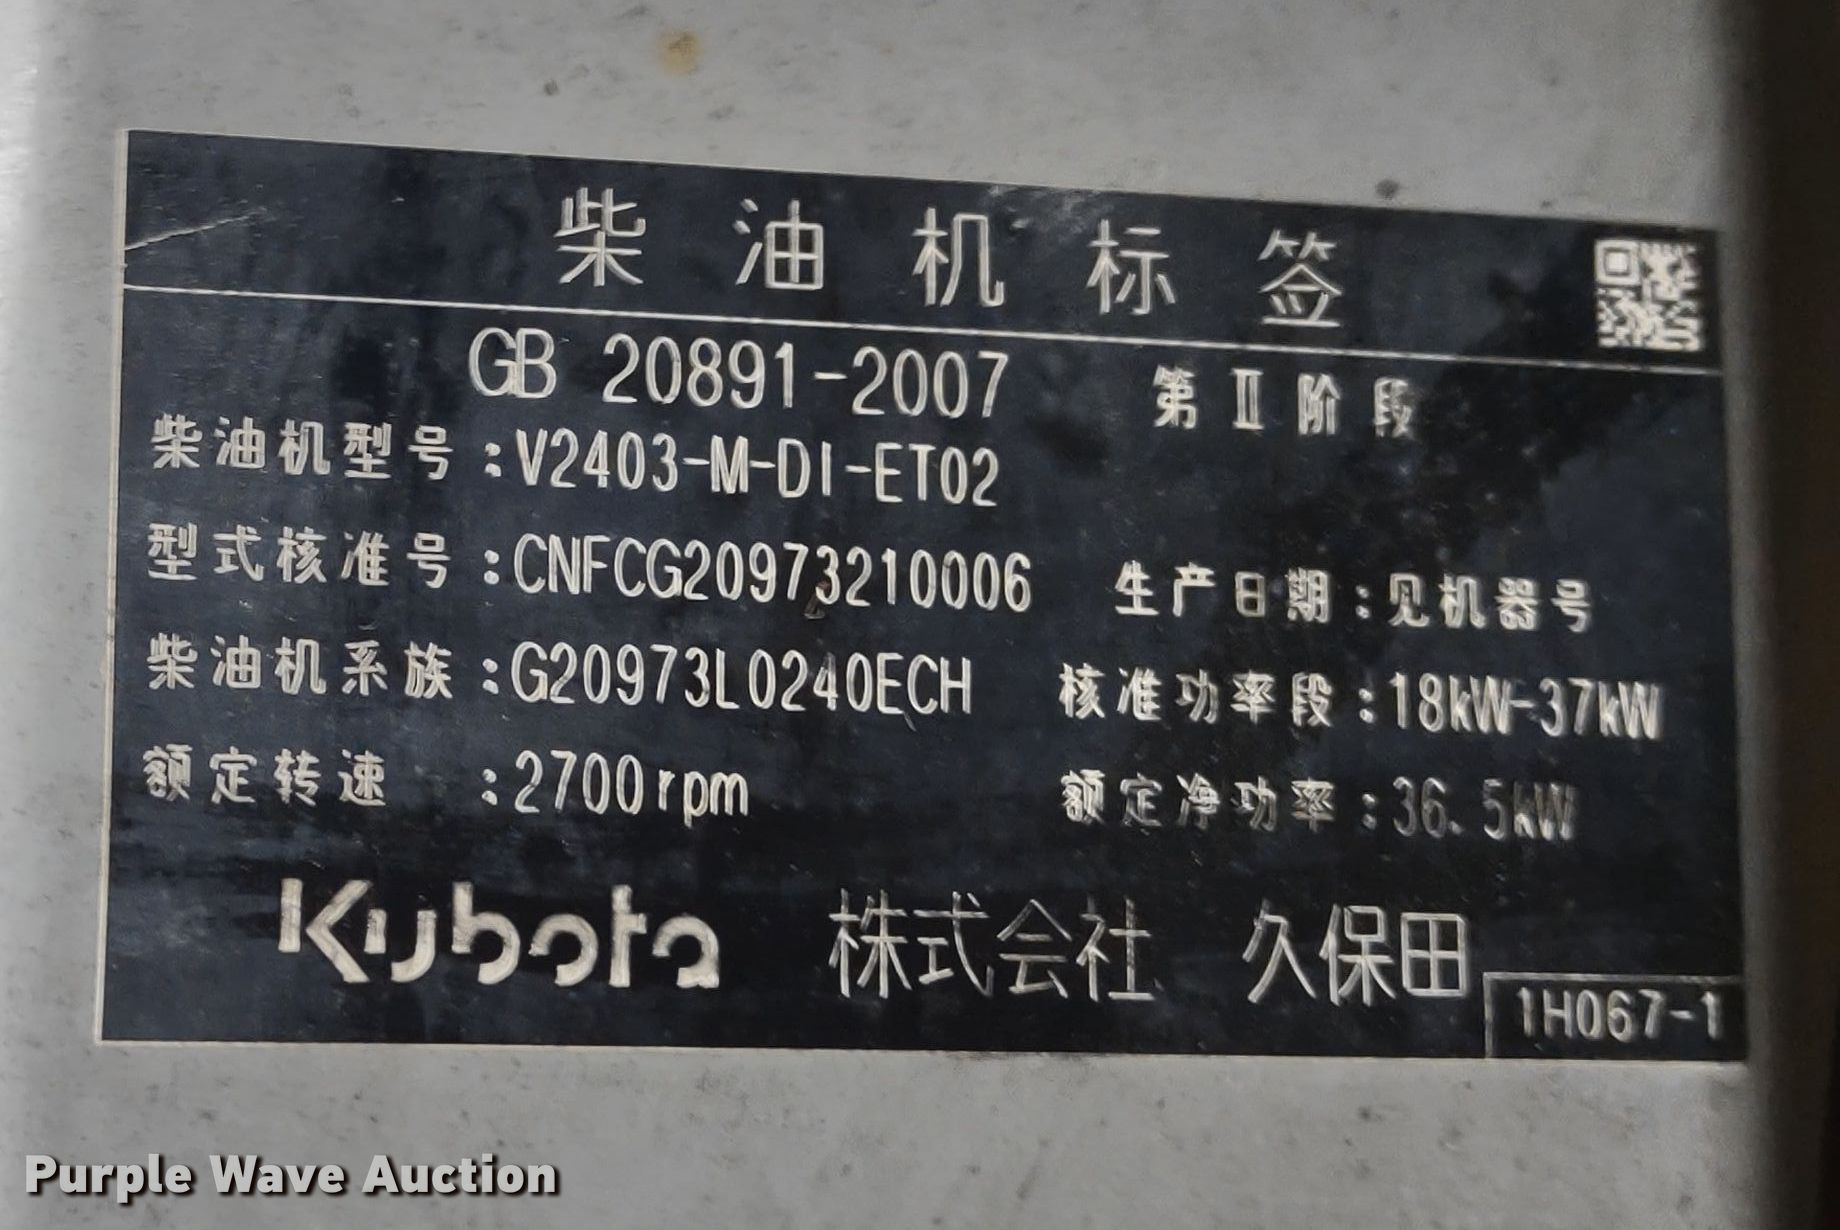 柴油机标签
GB 20891-2007 第Ⅱ阶段
柴油机型号:V2403-M-DI-ET02
型式核准号:CNFCG20973210006 生产日期:见机器号
柴油机系族:G20973L0240ECH 核准功率段:18kW-37kW
额定转速 :2700rpm 额定净功率:36.5kW
Kubota 株式会社 久保田
1H067-1
Purple Wave Auction